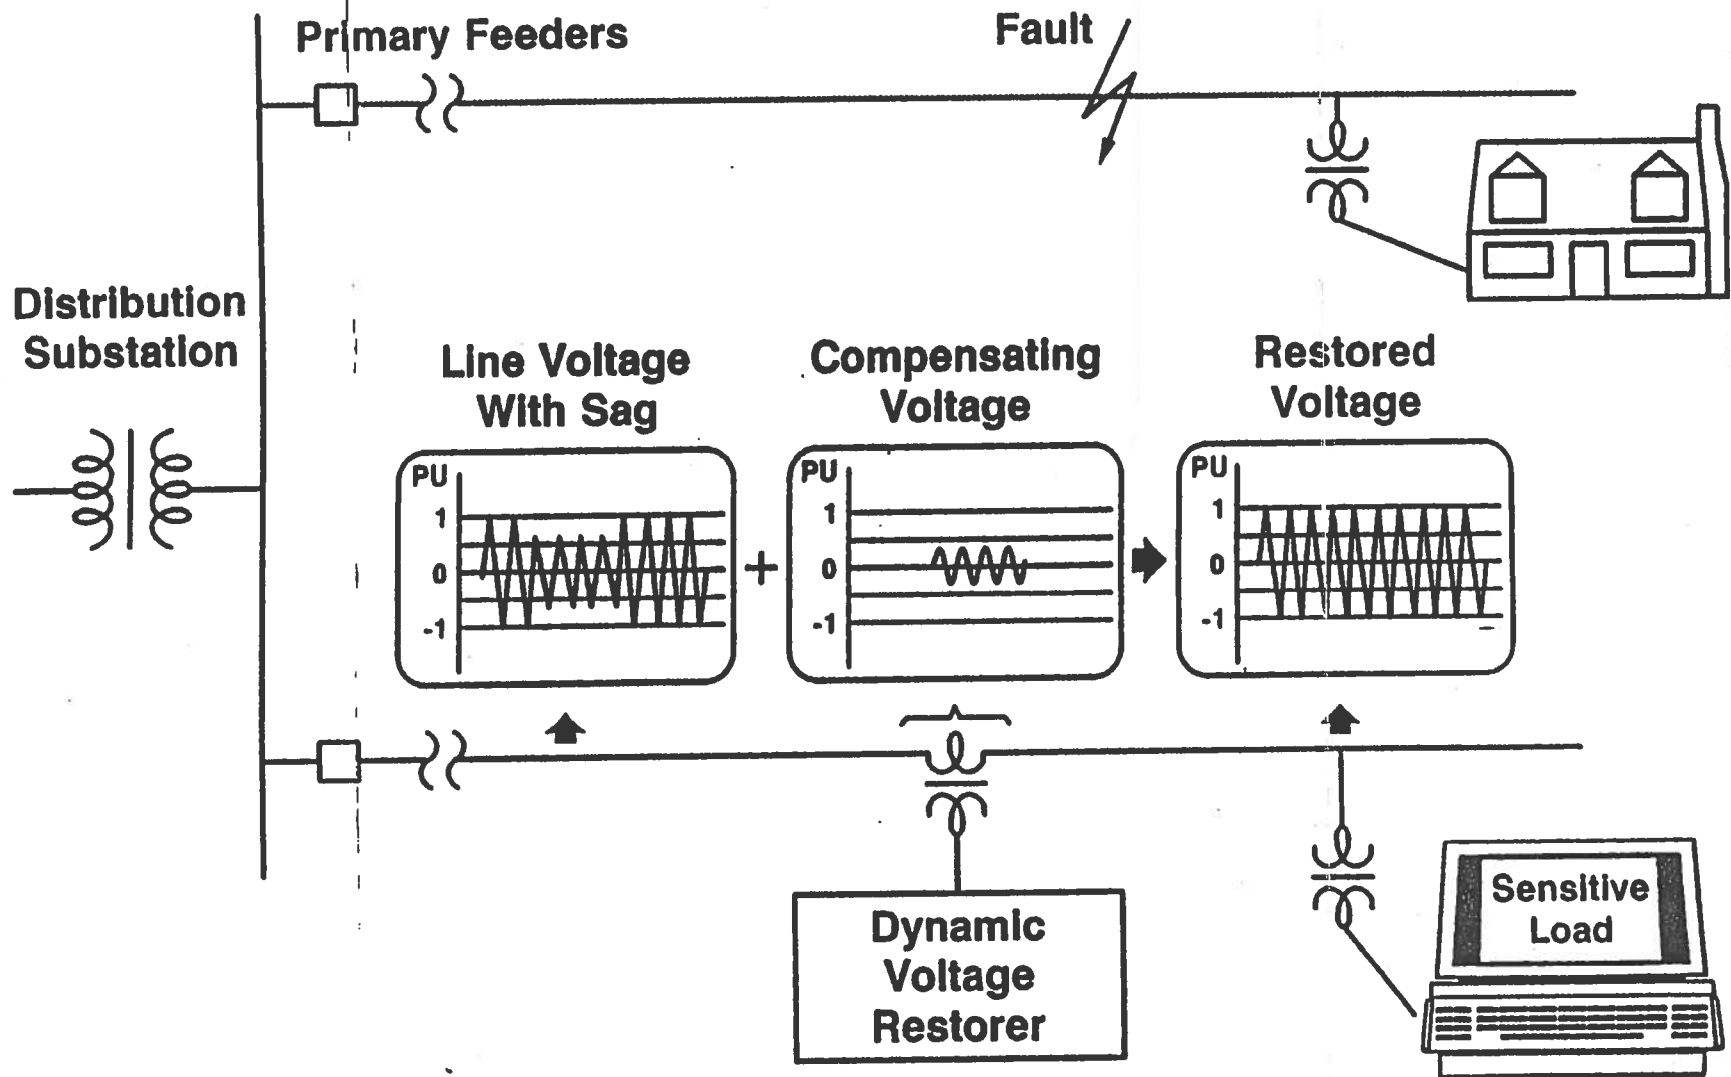 Primary Feeders
Fault
Distribution
Substation
Line Voltage
With Sag
Compensating
Voltage
Restored
Voltage
PU
1
0
-1
+
PU
1
0
-1
PU
1
0
-1
Dynamic
Voltage
Restorer
Sensitive
Load